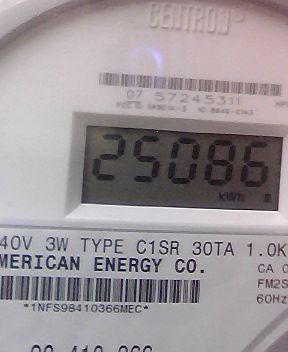 CENTRON®
07 57245311
25086
kWh
40V 3W TYPE C1SR 30TA 1.0K
MERICAN ENERGY CO.
CA 0
FM2S
60Hz
*1NFS98410366MEC*